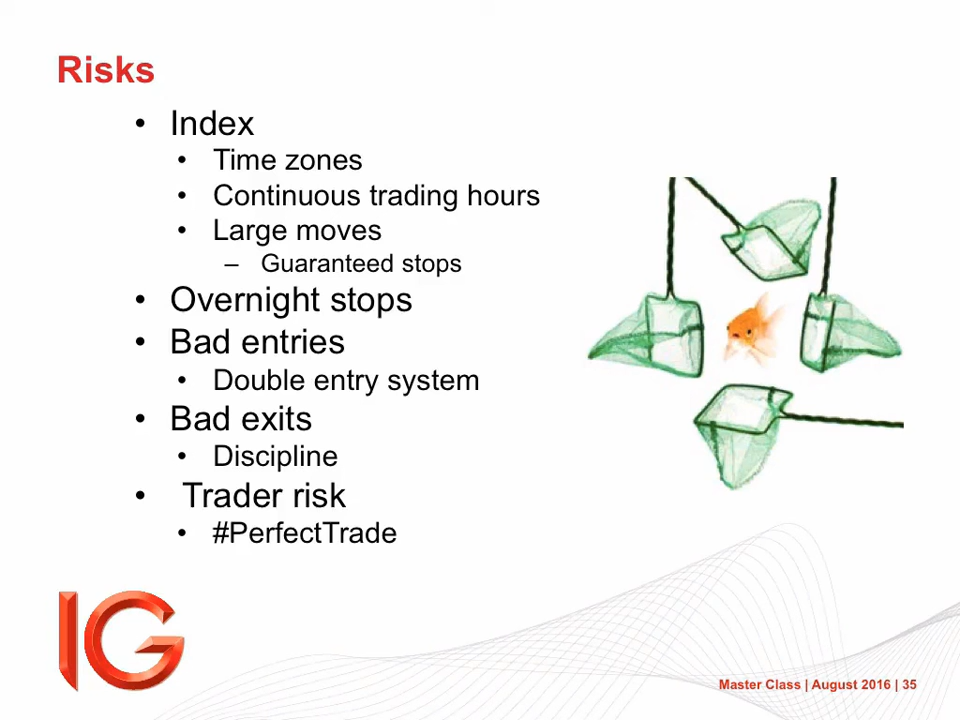 Risks
• Index
• Time zones
• Continuous trading hours
• Large moves
– Guaranteed stops
• Overnight stops
• Bad entries
• Double entry system
• Bad exits
• Discipline
• Trader risk
• #PerfectTrade
IG
Master Class | August 2016 | 35